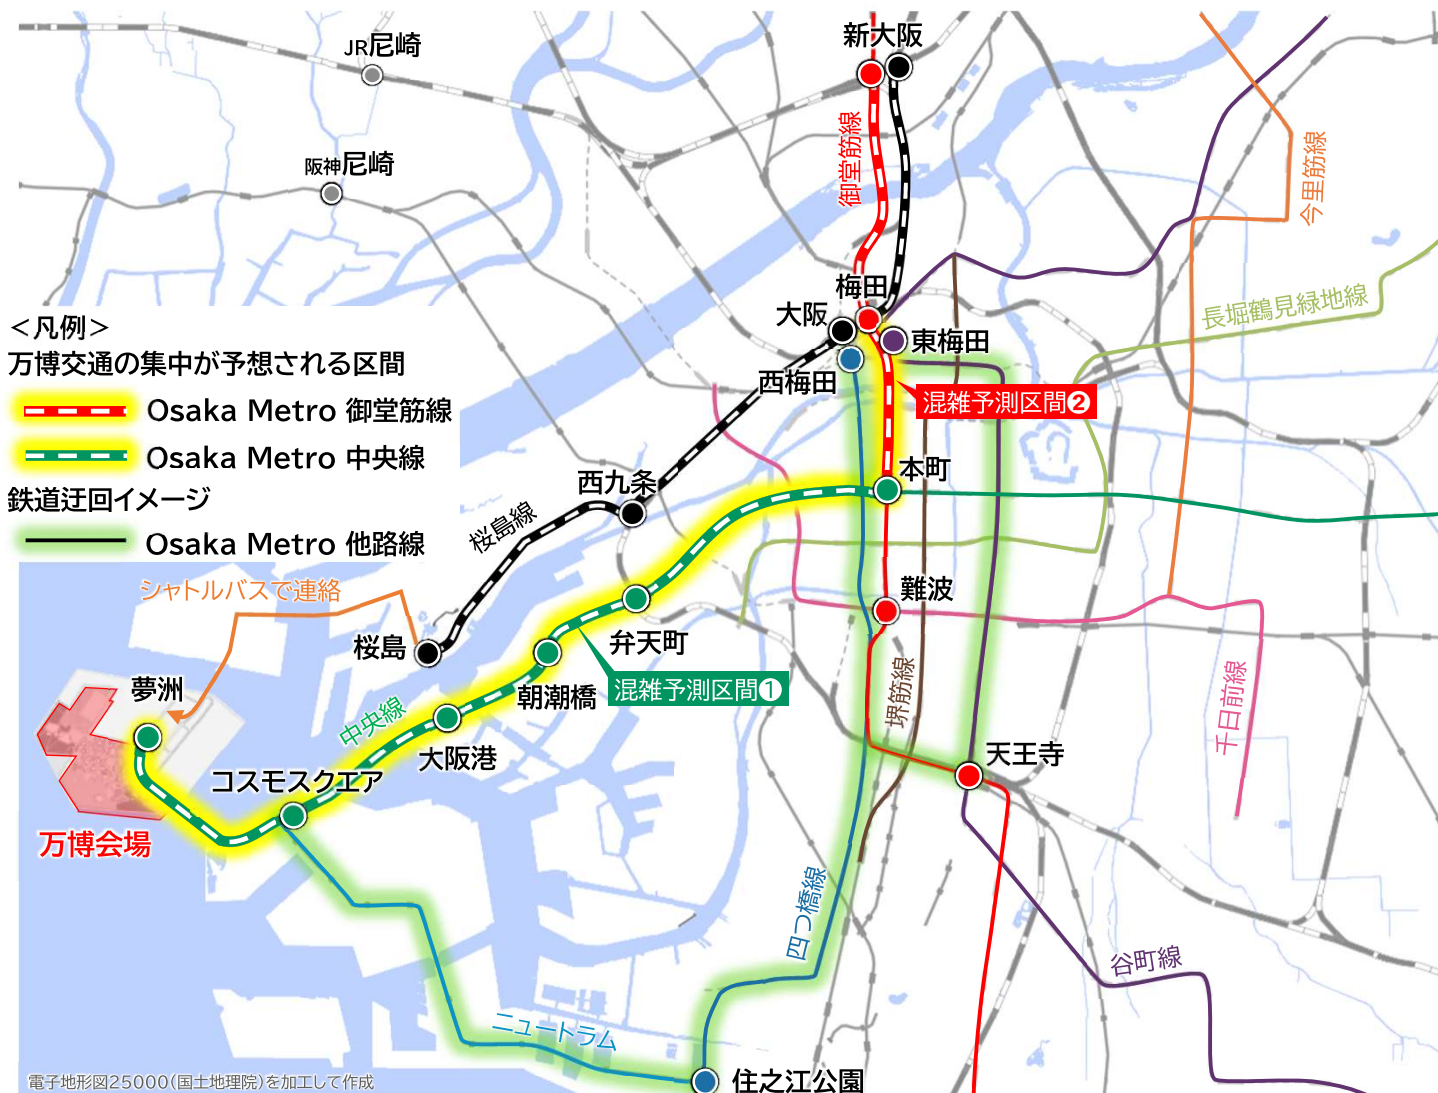 新大阪
JR尼崎
御堂筋線
今里筋線
阪神尼崎
梅田
大阪
東梅田
長堀鶴見緑地線
西梅田
＜凡例＞
万博交通の集中が予想される区間
Osaka Metro 御堂筋線
Osaka Metro 中央線
鉄道迂回イメージ
Osaka Metro 他路線
混雑予測区間❷
本町
西九条
桜島線
シャトルバスで連絡
難波
弁天町
桜島
混雑予測区間❶
夢洲
朝潮橋
中央線
堺筋線
千日前線
大阪港
天王寺
コスモスクエア
万博会場
四つ橋線
谷町線
ニュートラム
住之江公園
電子地形図25000(国土地理院)を加工して作成